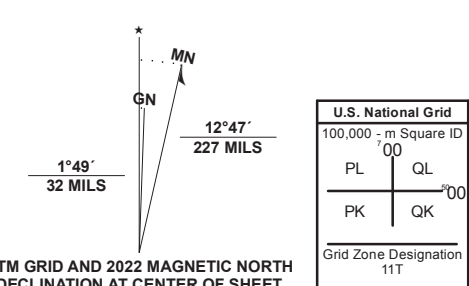 ★
MN
GN
12°47´
227 MILS
1°49´
32 MILS
TM GRID AND 2022 MAGNETIC NORTH
DECLINATION AT CENTER OF SHEET
U.S. National Grid
100,000 - m Square ID
7 00
PL QL
50 00
PK QK
Grid Zone Designation
11T